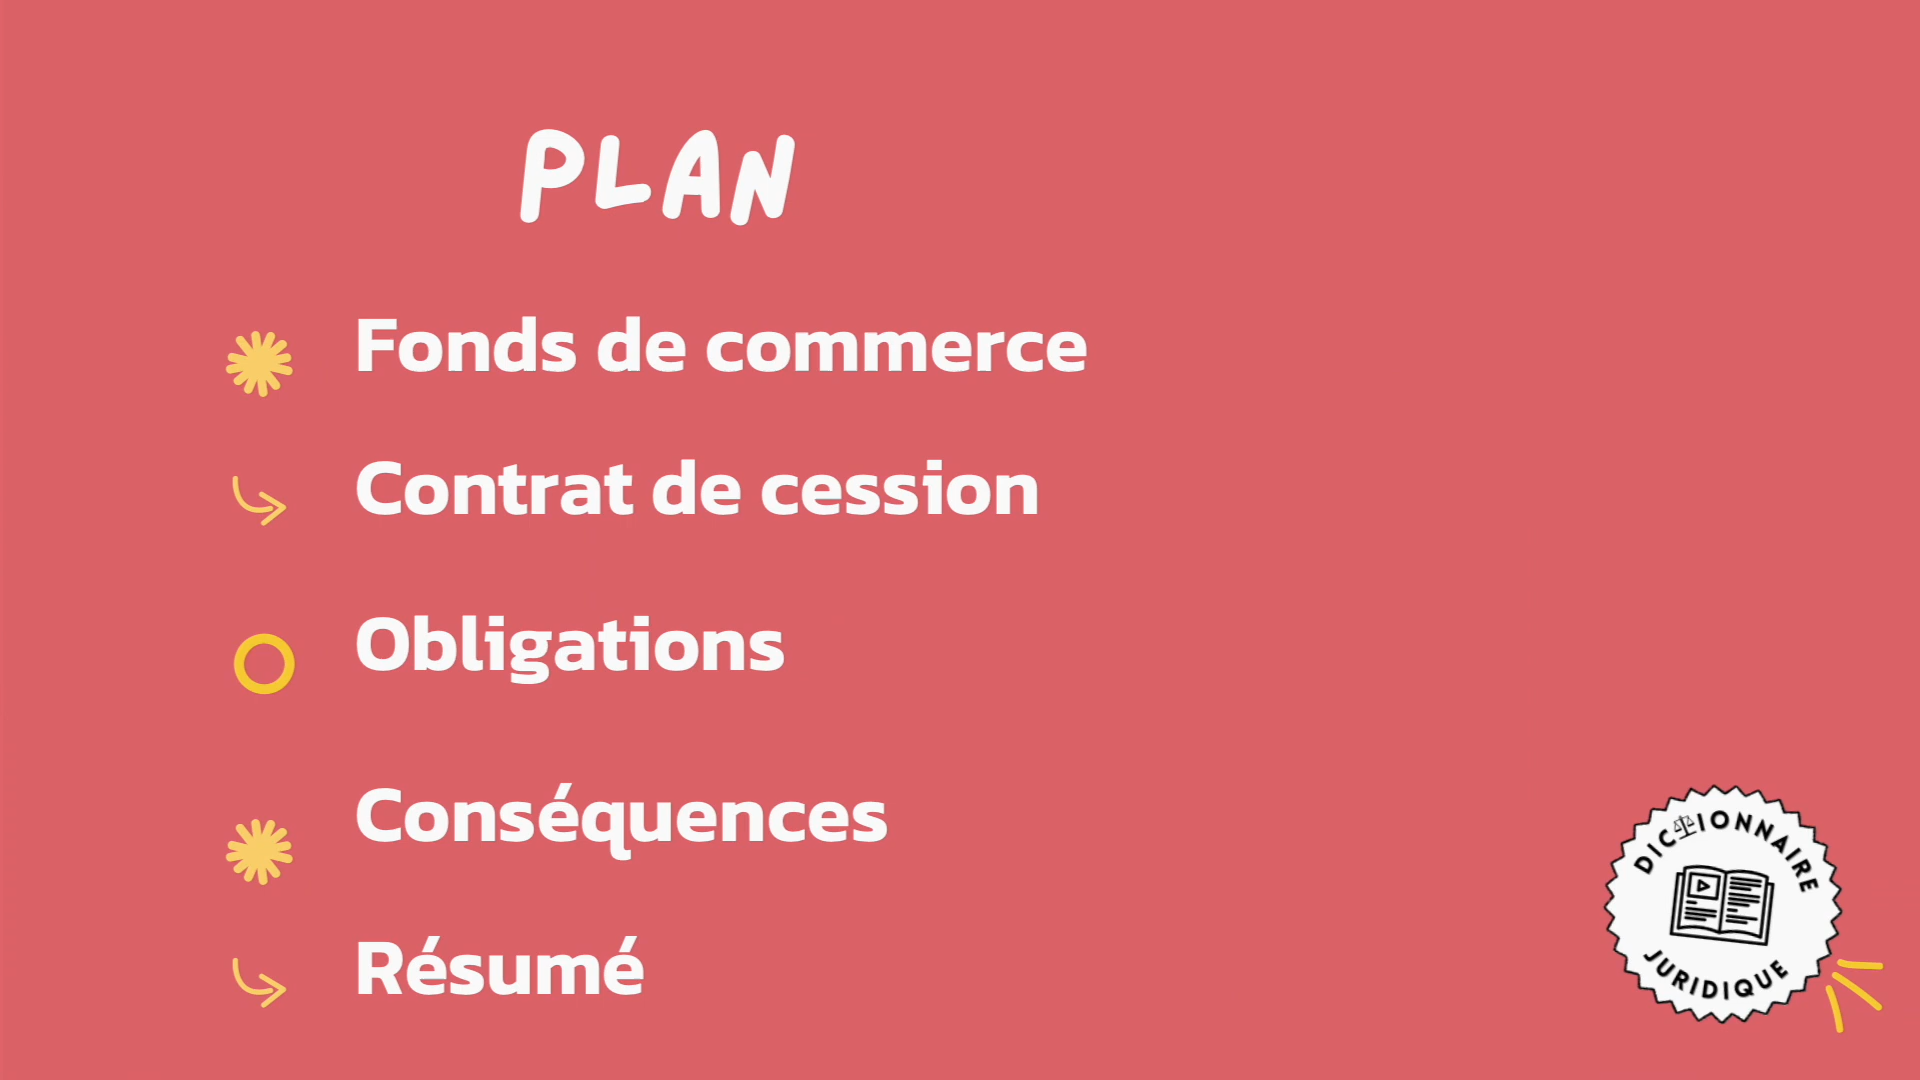 PLAN
Fonds de commerce
Contrat de cession
Obligations
Conséquences
Résumé
DICTIONNAIRE
JURIDIQUE